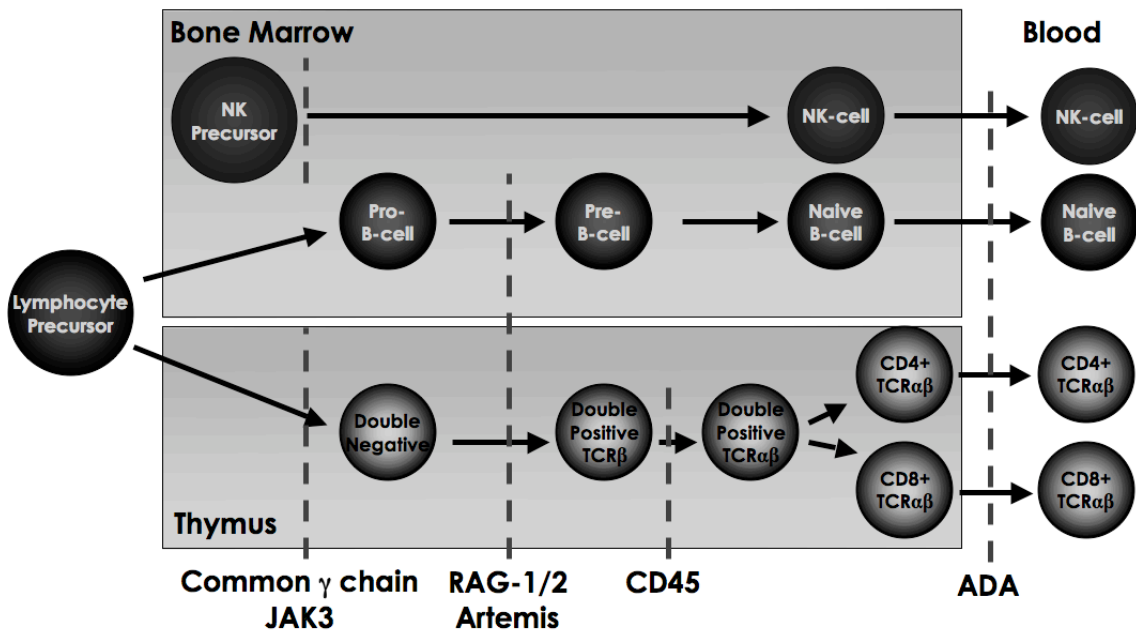 Bone Marrow
Blood
NK
Precursor
NK-cell
NK-cell
Pro-
B-cell
Pre-
B-cell
Naive
B-cell
Naive
B-cell
Lymphocyte
Precursor
CD4+
TCRαβ
CD4+
TCRαβ
Double
Negative
Double
Positive
TCRβ
Double
Positive
TCRαβ
CD8+
TCRαβ
CD8+
TCRαβ
Thymus
Common γ chain
JAK3
RAG-1/2
Artemis
CD45
ADA